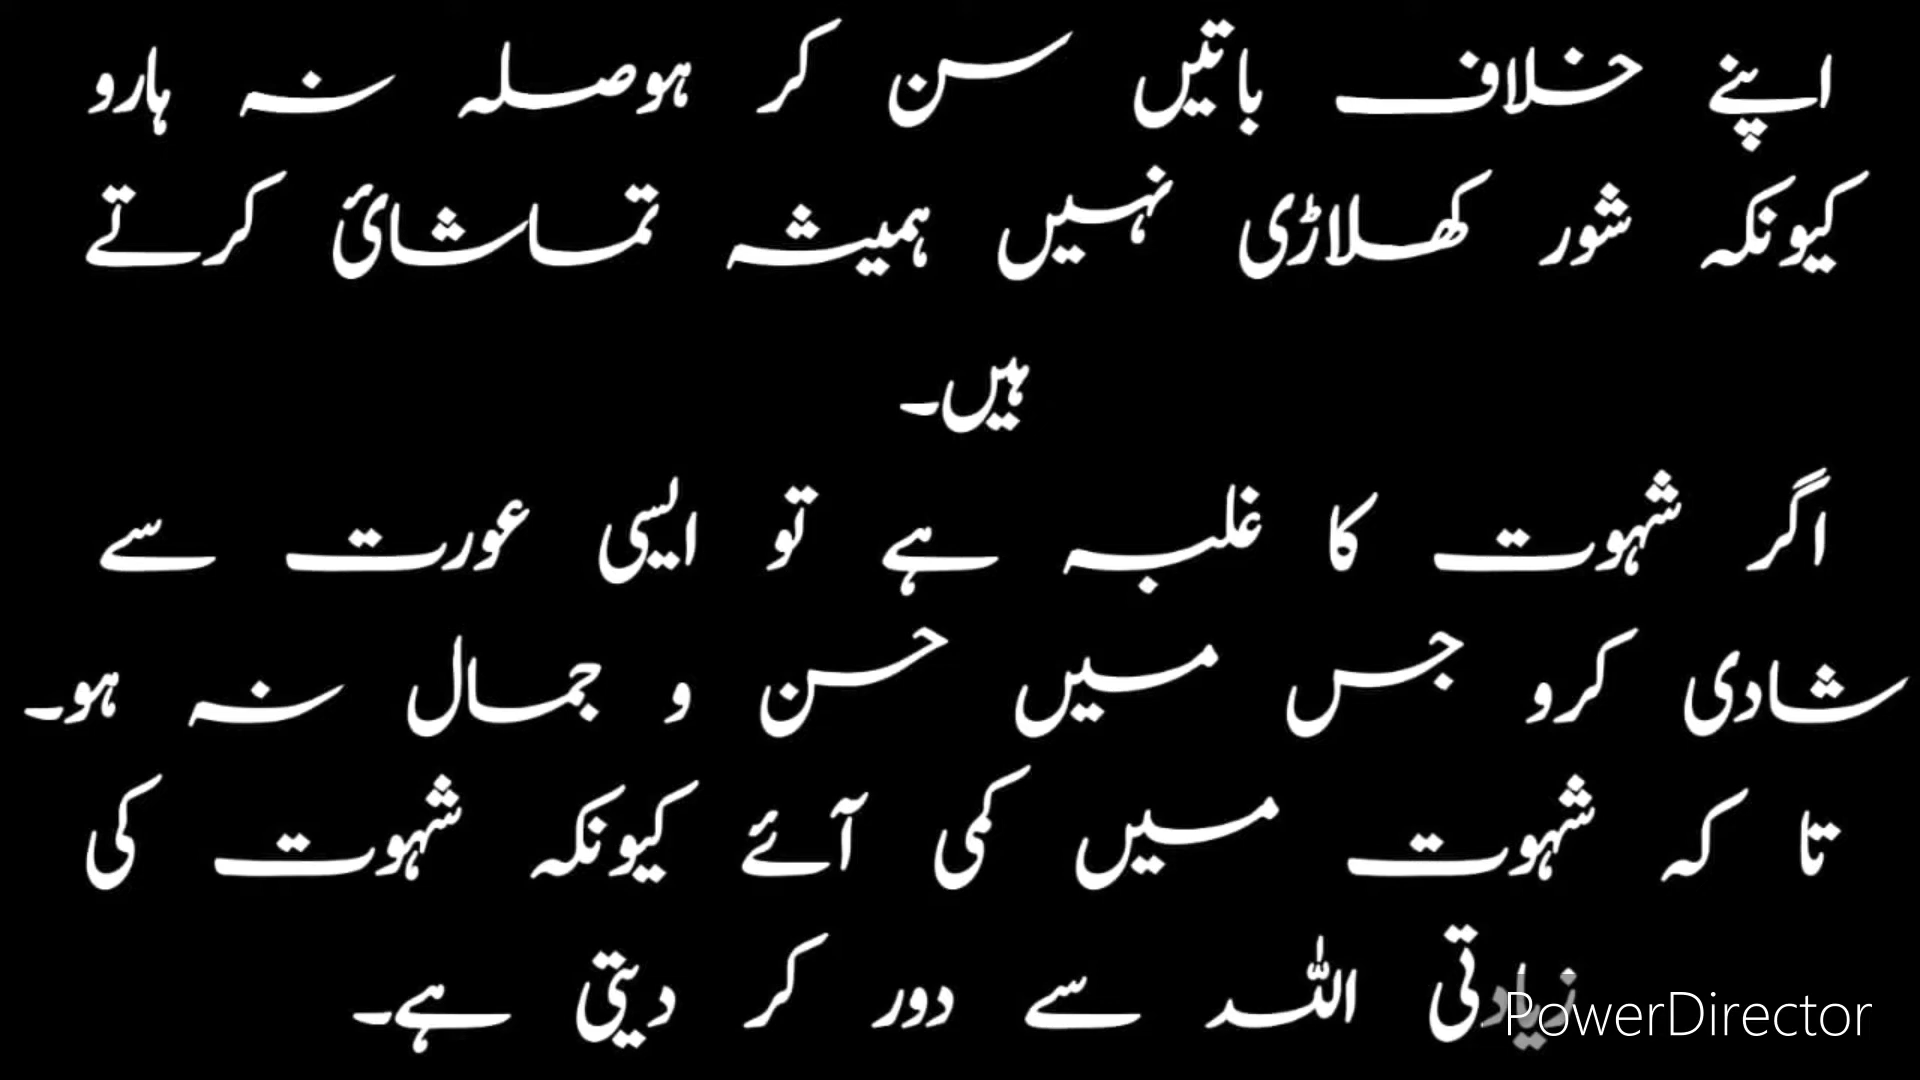 اپنے خلاف باتیں سن کر ہوصلہ نہ ہارو
کیونکہ شور کھلاڑی نہیں ہمیشہ تماشائ کرتے
ہیں۔
اگر شہوت کا غلبہ ہے تو ایسی عورت سے
شادی کرو جس میں حسن و جمال نہ ہو۔
تا کہ شہوت میں کمی آئے کیونکہ شہوت کی
زیادتی اللہ سے دور کر دیتی ہے۔
PowerDirector